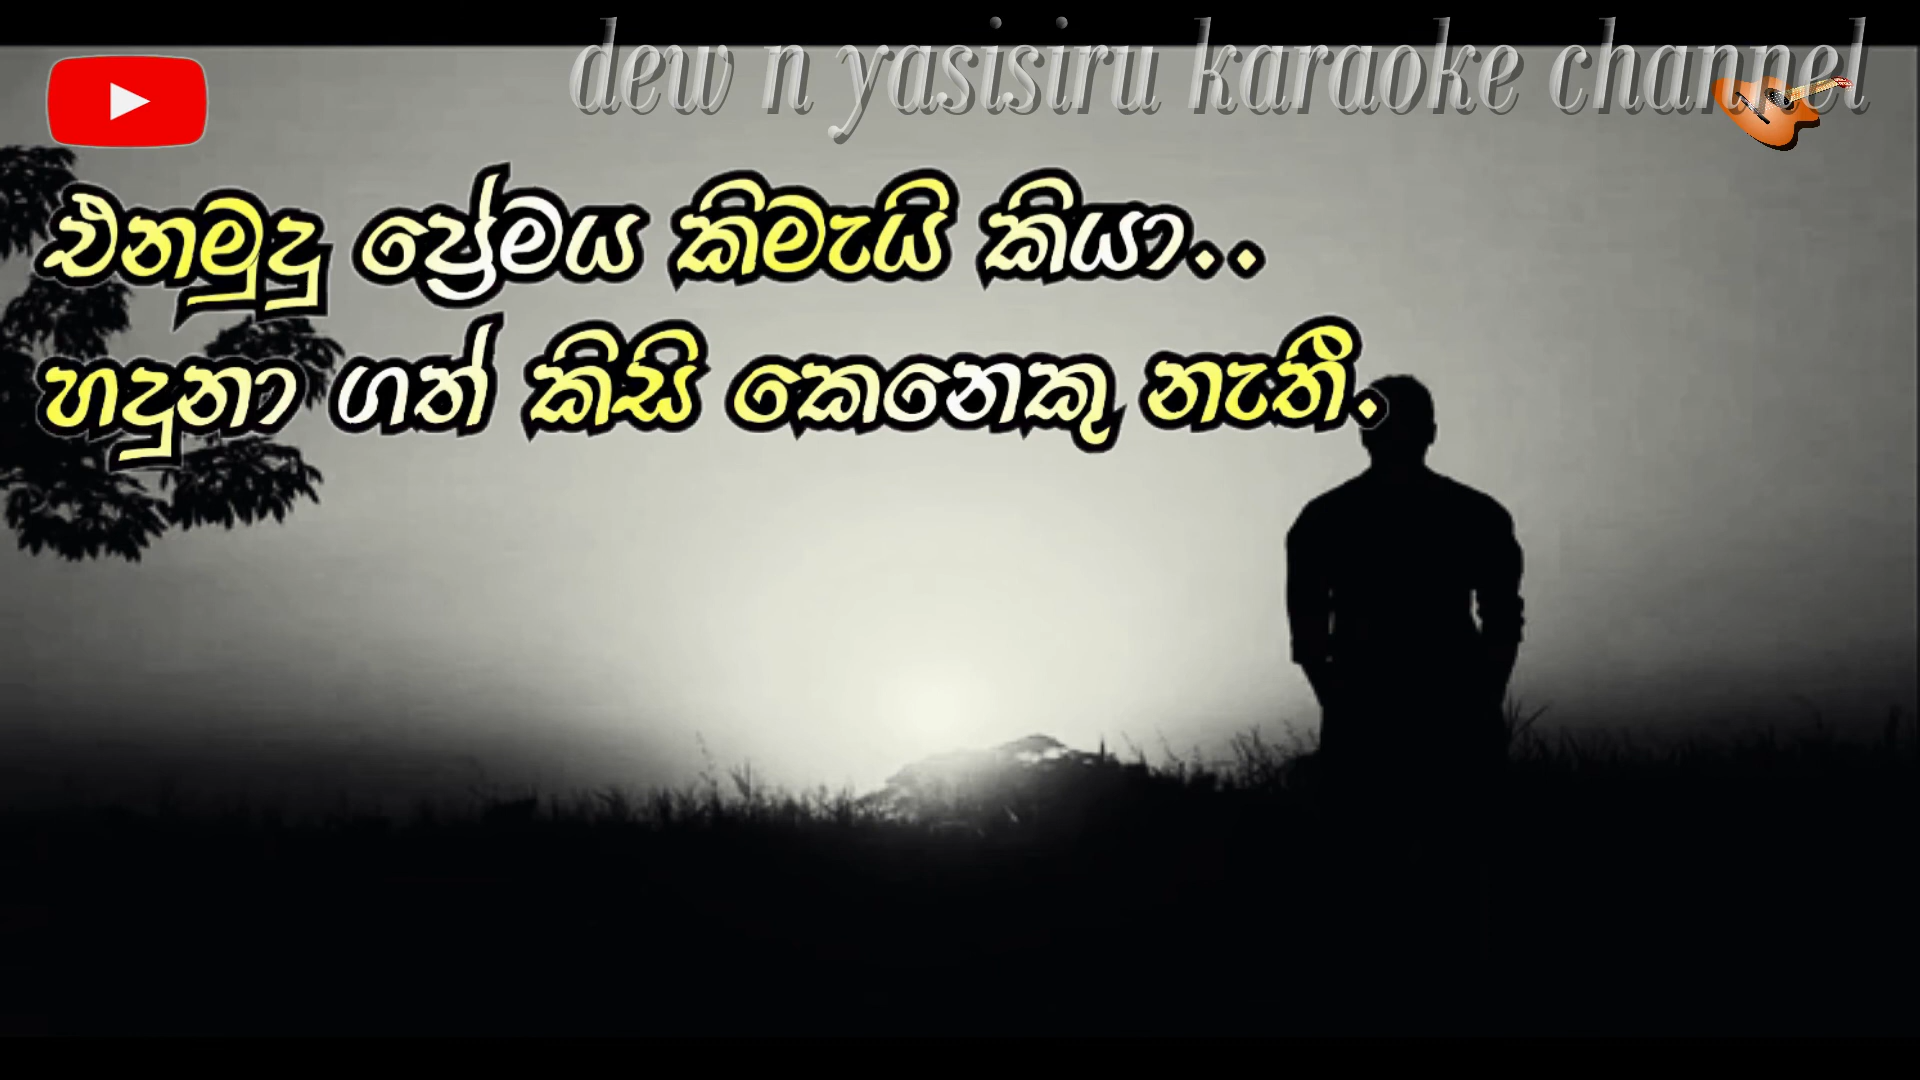 dew n yasisiru karaoke channel
එනමුදු ප්‍රේමය කිමැයි කියා..
හදුනා ගත් කිසි කෙනෙකු නැතී.